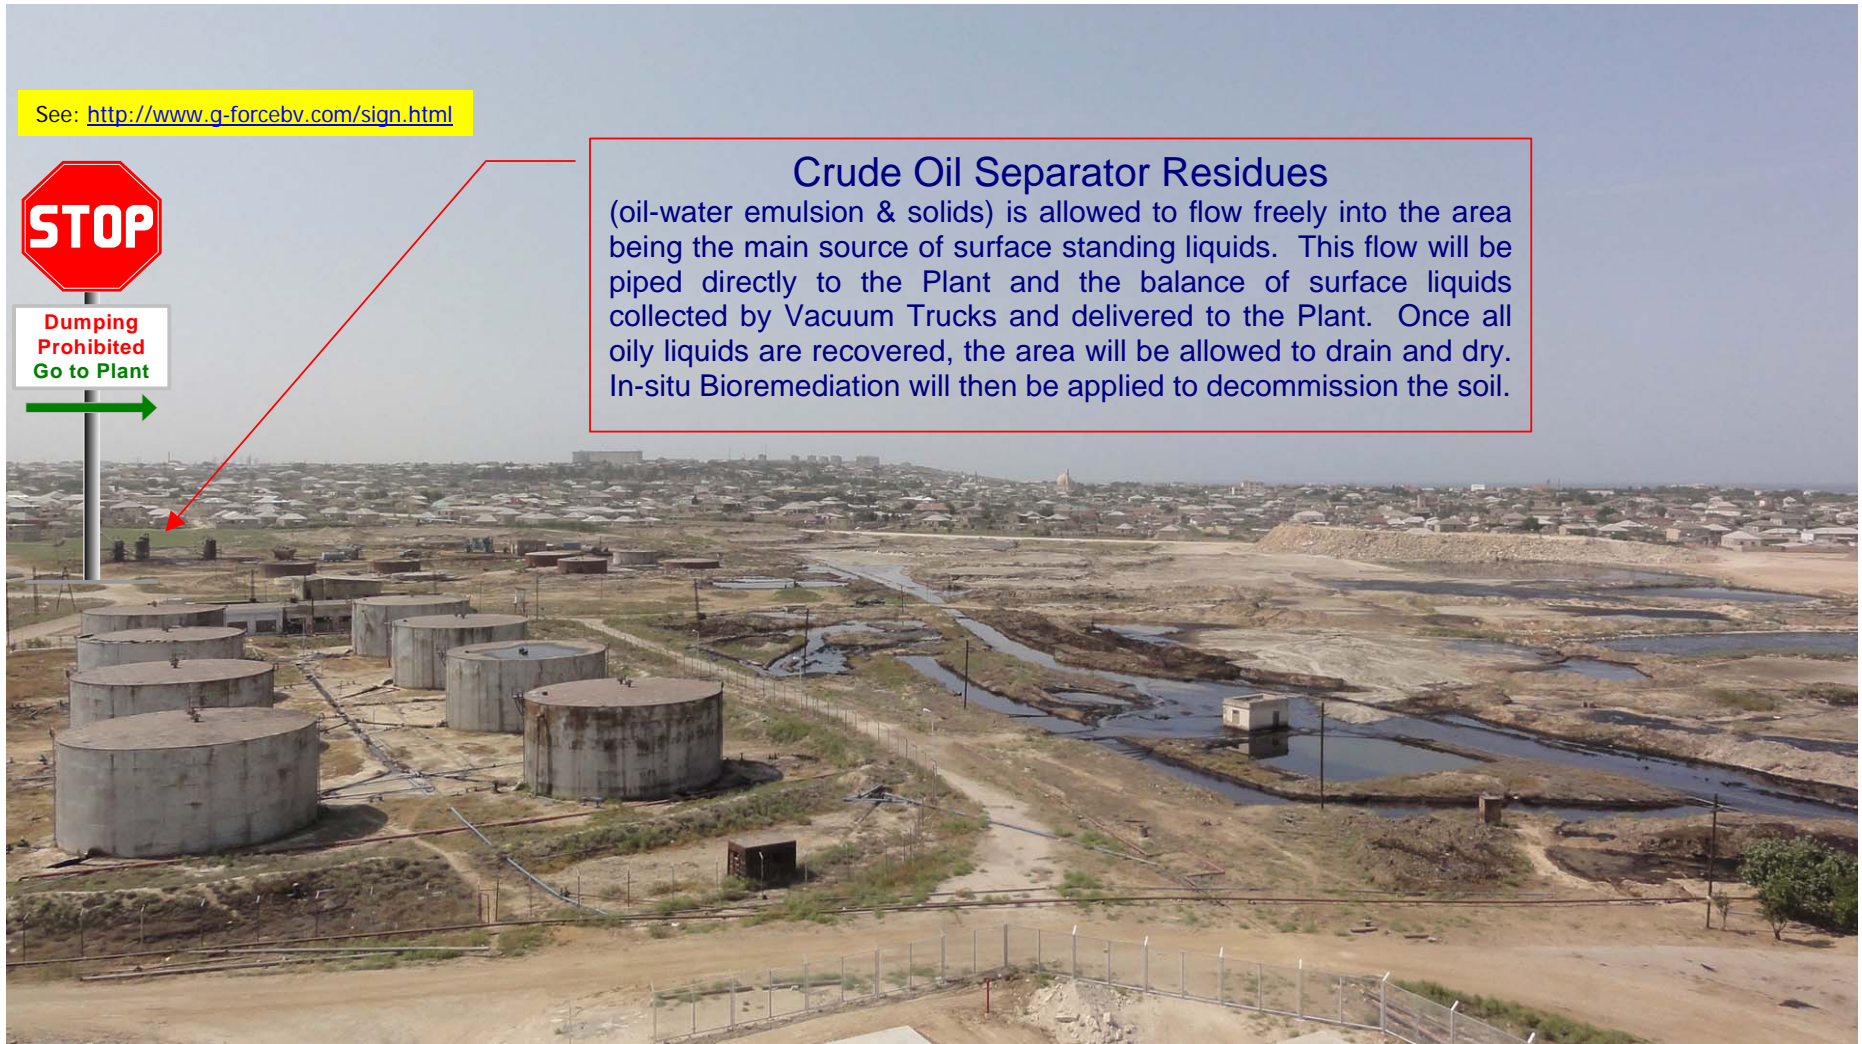 See: http://www.g-forcebv.com/sign.html
STOP
Dumping
Prohibited
Go to Plant
Crude Oil Separator Residues
(oil-water emulsion & solids) is allowed to flow freely into the area
being the main source of surface standing liquids. This flow will be
piped directly to the Plant and the balance of surface liquids
collected by Vacuum Trucks and delivered to the Plant. Once all
oily liquids are recovered, the area will be allowed to drain and dry.
In-situ Bioremediation will then be applied to decommission the soil.